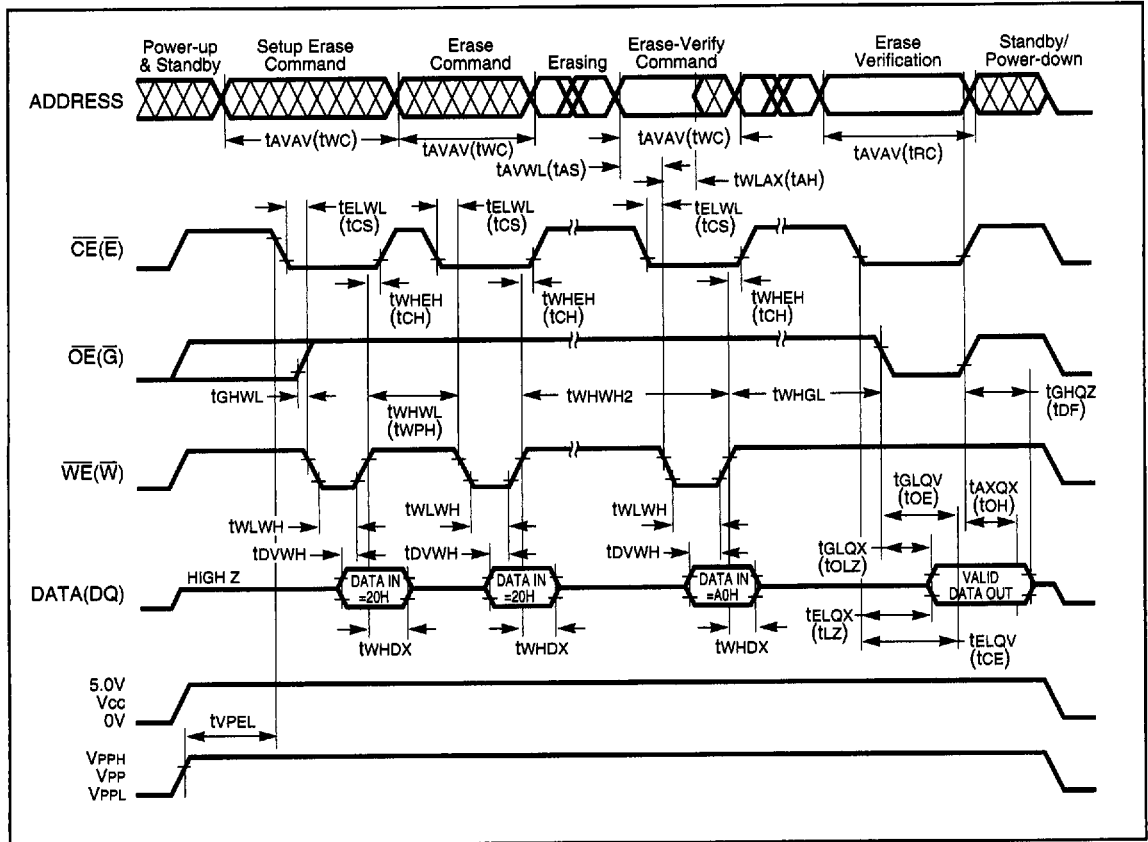 Power-up & Standby
Setup Erase Command
Erase Command
Erasing
Erase-Verify Command
Erase Verification
Standby/ Power-down
ADDRESS
tAVAV(tWC)
tAVAV(tWC)
tAVAV(tWC)
tAVAV(tRC)
tAVWL(tAS)
tWLAX(tAH)
tELWL (tCS)
tELWL (tCS)
tELWL (tCS)
CE(E)
tWHEH (tCH)
tWHEH (tCH)
tWHEH (tCH)
OE(G)
tGHWL
tWHWL (tWPH)
tWHWH2
tWHGL
tGHQZ (tDF)
WE(W)
tWLWH
tWLWH
tWLWH
tGLQV (tOE)
tAXQX (tOH)
tDVWH
tDVWH
tDVWH
tGLQX (tOLZ)
DATA(DQ)
HIGH Z
DATA IN =20H
DATA IN =20H
DATA IN =A0H
VALID DATA OUT
tWHDX
tWHDX
tWHDX
tELQX (tLZ)
tELQV (tCE)
5.0V
Vcc
0V
tVPEL
VPPH
VPP
VPPL